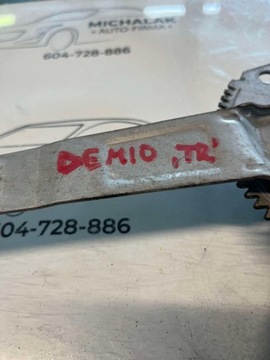 MICHALAK
AUTO-FIRMA
604-728-886
DEMIO „TR'
604-728-886